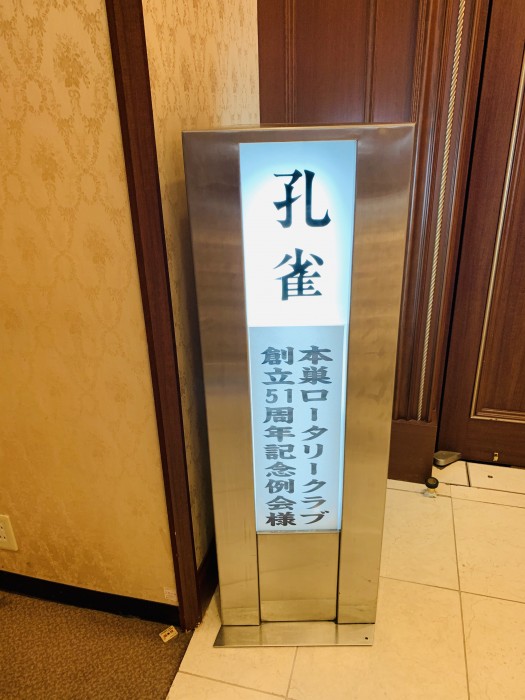 孔雀
本巣ロータリークラブ
創立51周年記念例会様